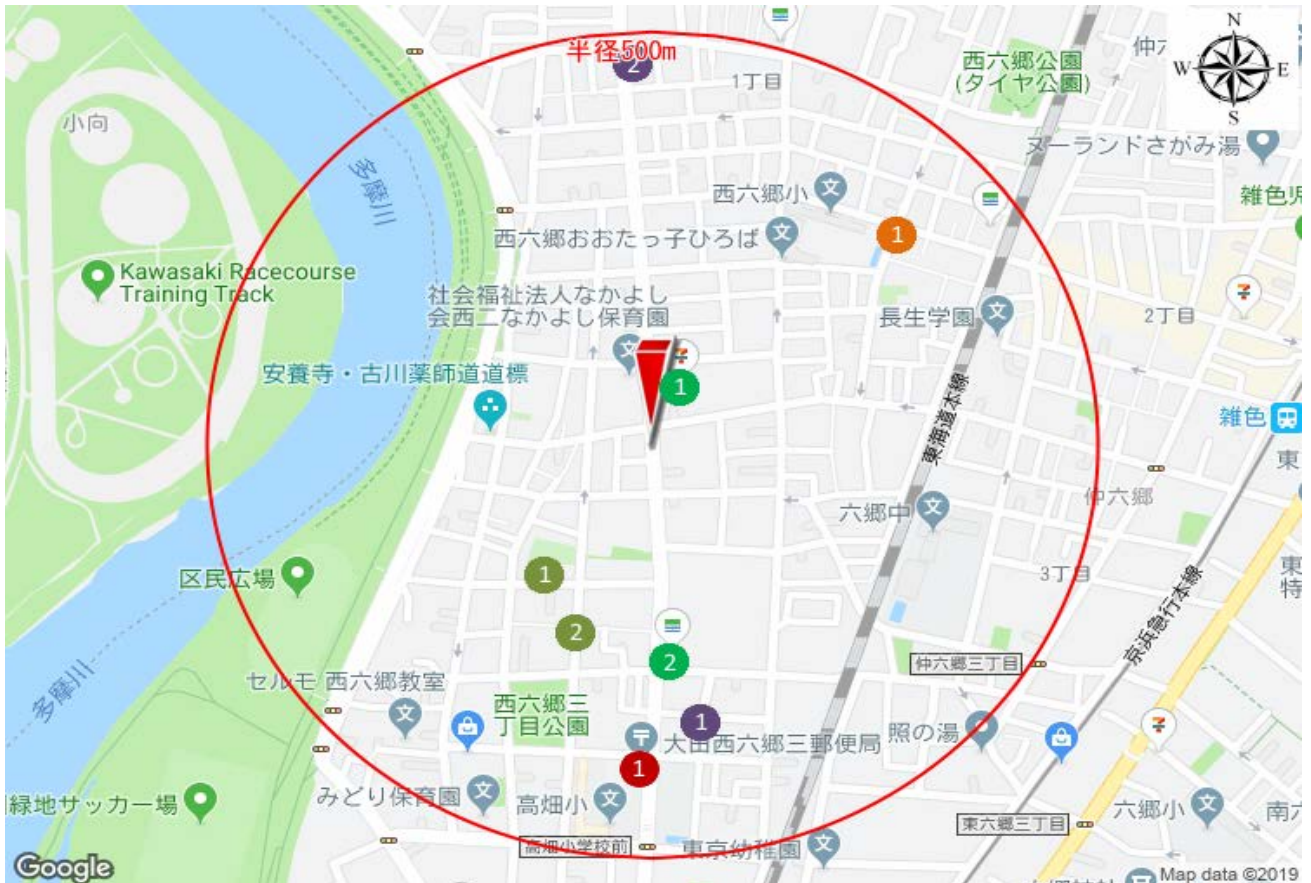 半径500m
2
1丁目
西六郷公園
(タイヤ公園)
仲六
N
W
E
S
小向
多摩川
ヌーランドさがみ湯
西六郷小
雑色児
西六郷おおたっ子ひろば
1
Kawasaki Racecourse
Training Track
社会福祉法人なかよし
会西二なかよし保育園
長生学園
2丁目
安養寺・古川薬師道道標
1
東海道本線
雑色
東
六郷中
仲六郷
区民広場
1
3丁目
東
特
京浜急行本線
2
2
仲六郷三丁目
多摩川
セルモ 西六郷教室
西六郷三
丁目公園
1
大田西六郷三郵便局
照の湯
1
緑地サッカー場
みどり保育園
高畑小
六郷小
南六
東六郷三丁目
高畑小学校前
東京幼稚園
Google
Map data ©2019